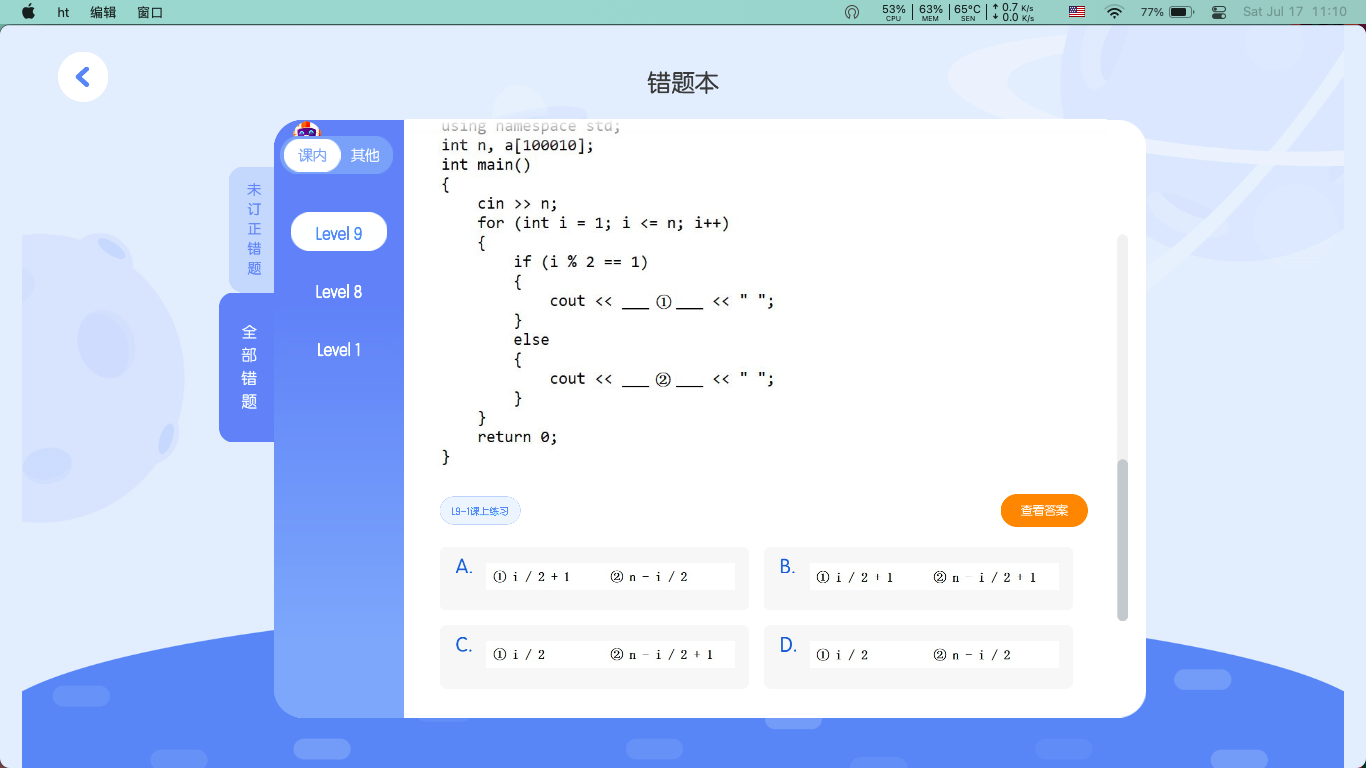 ht 编辑 窗口 53% CPU 63% MEM 65°C SEN 0.7 K/s 0.0 K/s 77% Sat Jul 17 11:10
错题本
课内 其他
未订正错题
全部错题
Level 9
Level 8
Level 1
using namespace std;
int n, a[100010];
int main()
{
    cin >> n;
    for (int i = 1; i <= n; i++)
    {
        if (i % 2 == 1)
        {
            cout << ___ ① ___ << " ";
        }
        else
        {
            cout << ___ ② ___ << " ";
        }
    }
    return 0;
}
L9-1课上练习 查看答案
A. ① i / 2 + 1 ② n - i / 2
B. ① i / 2 + 1 ② n - i / 2 + 1
C. ① i / 2 ② n - i / 2 + 1
D. ① i / 2 ② n - i / 2